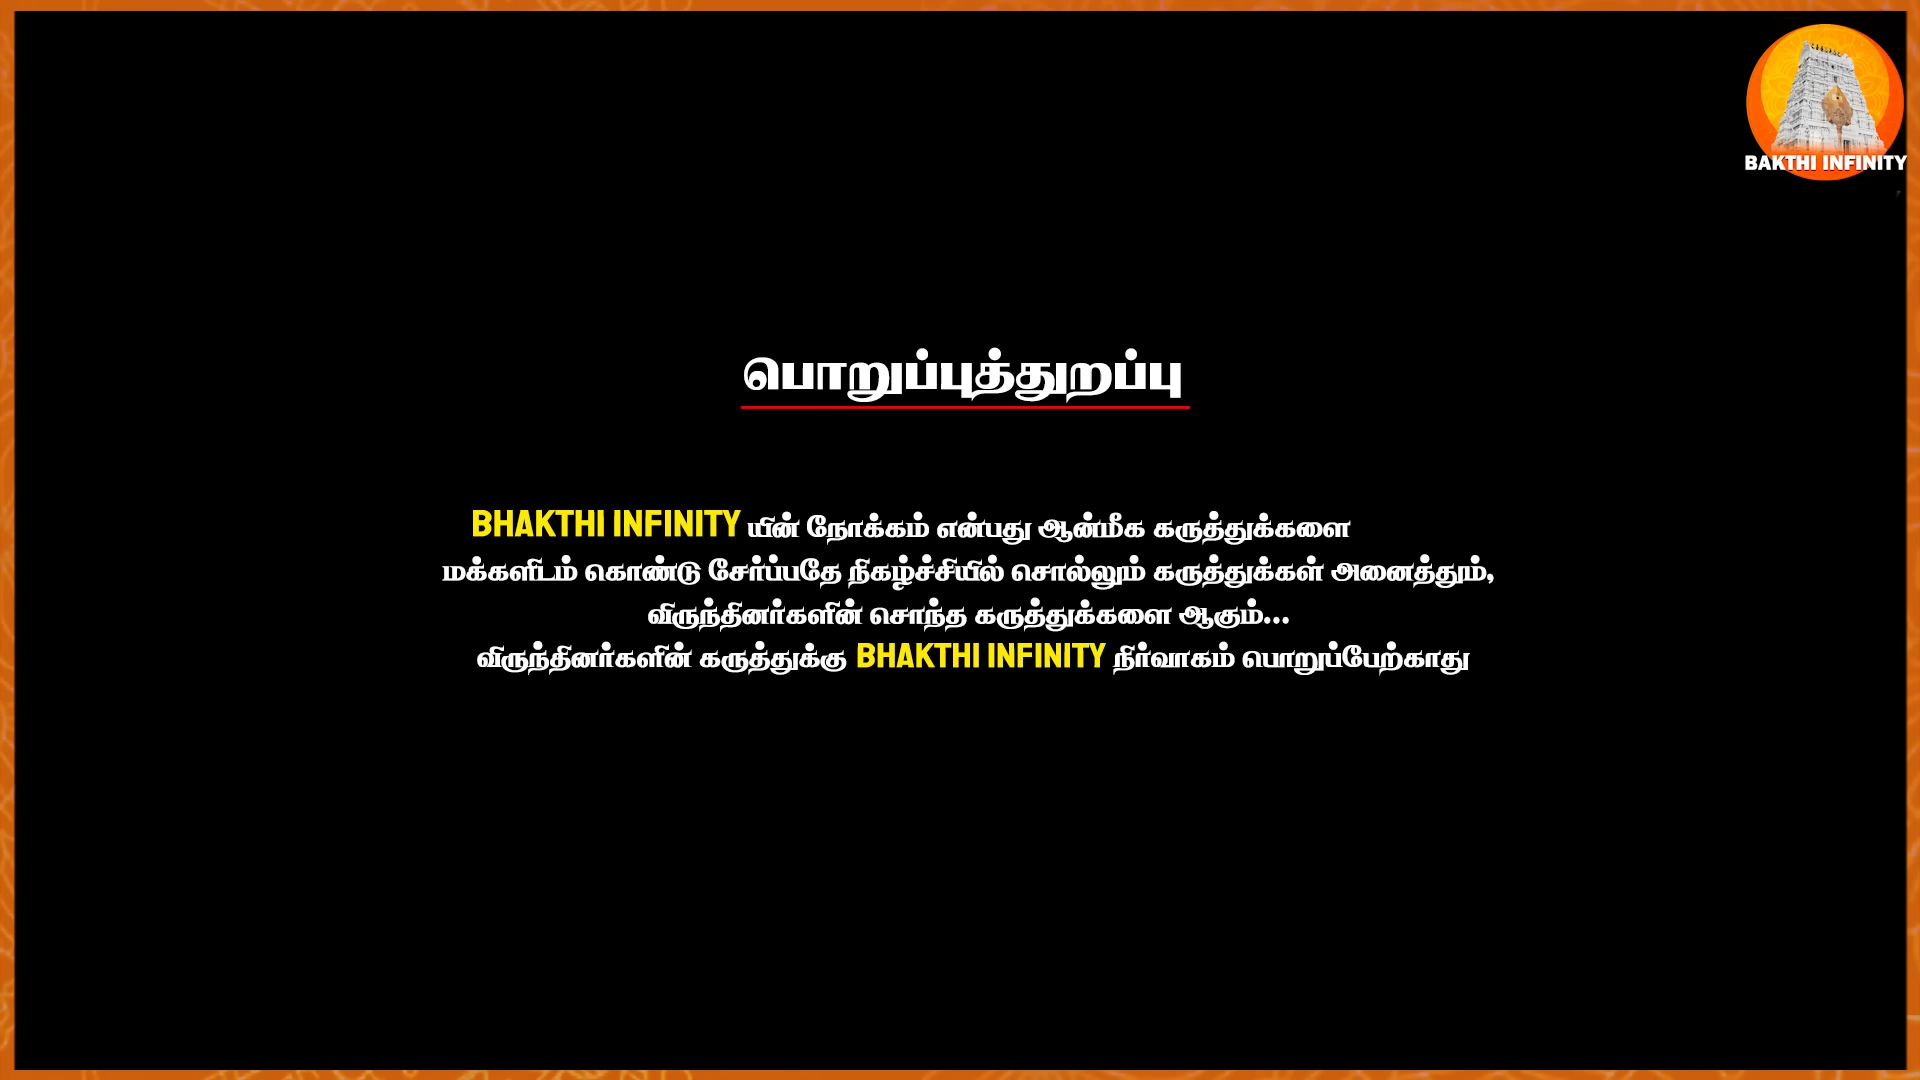 BAKTHI INFINITY
பொறுப்புத்துறப்பு
BHAKTHI INFINITY யின் நோக்கம் என்பது ஆன்மீக கருத்துக்களை
மக்களிடம் கொண்டு சேர்ப்பதே நிகழ்ச்சியில் சொல்லும் கருத்துக்கள் அனைத்தும்,
விருந்தினர்களின் சொந்த கருத்துக்களை ஆகும்...
விருந்தினர்களின் கருத்துக்கு BHAKTHI INFINITY நிர்வாகம் பொறுப்பேற்காது